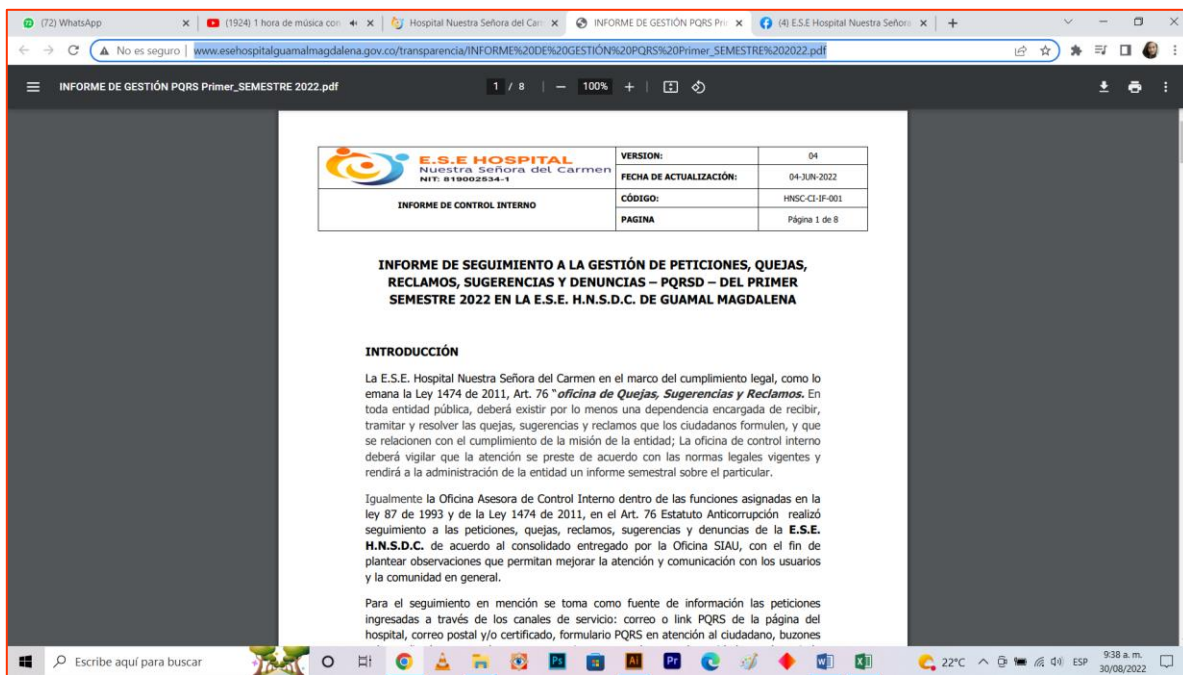 (72) WhatsApp
(1924) 1 hora de música con
Hospital Nuestra Señora del Car
INFORME DE GESTIÓN PQRS Pri
(4) E.S.E Hospital Nuestra Señor
No es seguro | www.esehospitalguamalmagdalena.gov.co/transparencia/INFORME%20DE%20GESTIÓN%20PQRS%20Primer_SEMESTRE%202022.pdf
INFORME DE GESTIÓN PQRS Primer_SEMESTRE 2022.pdf
1 / 8 | — 100% +
E.S.E HOSPITAL
Nuestra Señora del Carmen
NIT: 819002534-1
INFORME DE CONTROL INTERNO
VERSION: 04
FECHA DE ACTUALIZACIÓN: 04-JUN-2022
CÓDIGO: HNSC-CI-IF-001
PAGINA Página 1 de 8
INFORME DE SEGUIMIENTO A LA GESTIÓN DE PETICIONES, QUEJAS,
RECLAMOS, SUGERENCIAS Y DENUNCIAS – PQRSD – DEL PRIMER
SEMESTRE 2022 EN LA E.S.E. H.N.S.D.C. DE GUAMAL MAGDALENA
INTRODUCCIÓN
La E.S.E. Hospital Nuestra Señora del Carmen en el marco del cumplimiento legal, como lo
emana la Ley 1474 de 2011, Art. 76 “oficina de Quejas, Sugerencias y Reclamos. En
toda entidad pública, deberá existir por lo menos una dependencia encargada de recibir,
tramitar y resolver las quejas, sugerencias y reclamos que los ciudadanos formulen, y que
se relacionen con el cumplimiento de la misión de la entidad; La oficina de control interno
deberá vigilar que la atención se preste de acuerdo con las normas legales vigentes y
rendirá a la administración de la entidad un informe semestral sobre el particular.
Igualmente la Oficina Asesora de Control Interno dentro de las funciones asignadas en la
ley 87 de 1993 y de la Ley 1474 de 2011, en el Art. 76 Estatuto Anticorrupción realizó
seguimiento a las peticiones, quejas, reclamos, sugerencias y denuncias de la E.S.E.
H.N.S.D.C. de acuerdo al consolidado entregado por la Oficina SIAU, con el fin de
plantear observaciones que permitan mejorar la atención y comunicación con los usuarios
y la comunidad en general.
Para el seguimiento en mención se toma como fuente de información las peticiones
ingresadas a través de los canales de servicio: correo o link PQRS de la página del
hospital, correo postal y/o certificado, formulario PQRS en atención al ciudadano, buzones
Escribe aquí para buscar
22°C
ESP
9:38 a. m.
30/08/2022